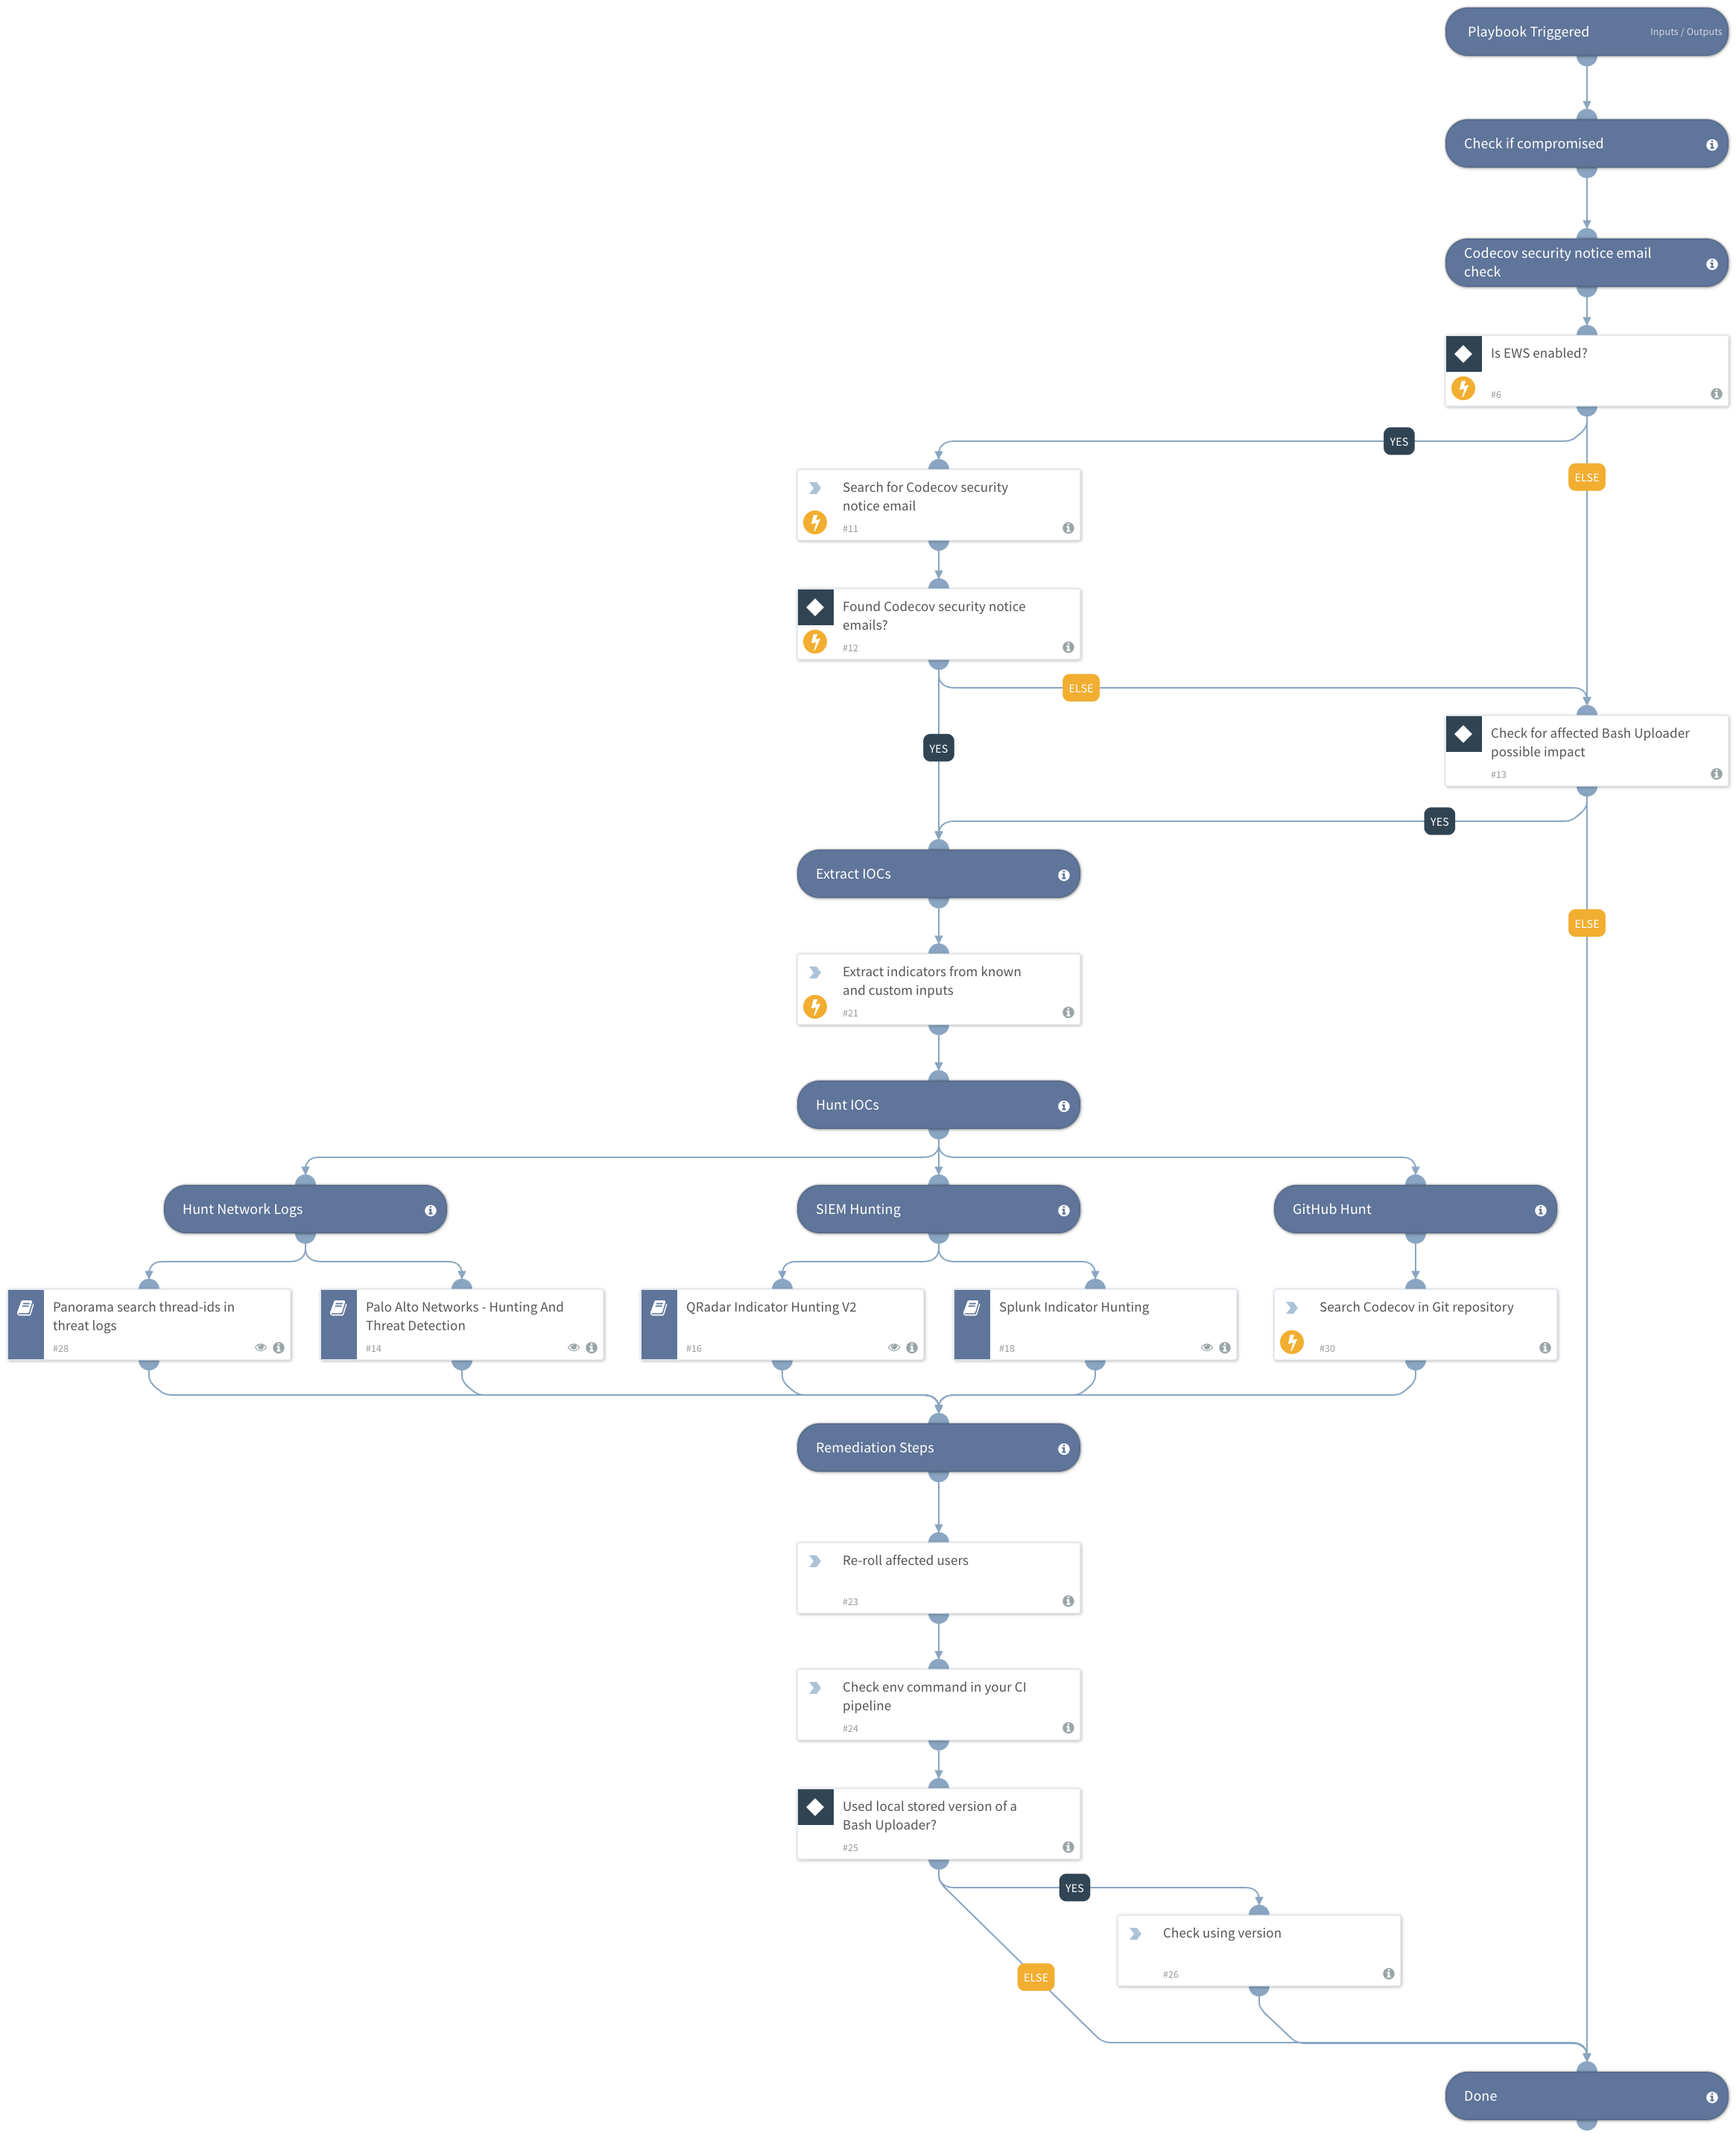 Playbook Triggered
Inputs / Outputs
Check if compromised
Codecov security notice email
check
Is EWS enabled?
#6
YES
ELSE
Search for Codecov security
notice email
#11
Found Codecov security notice
emails?
#12
ELSE
YES
Check for affected Bash Uploader
possible impact
#13
YES
Extract IOCs
ELSE
Extract indicators from known
and custom inputs
#21
Hunt IOCs
Hunt Network Logs
SIEM Hunting
GitHub Hunt
Panorama search thread-ids in
threat logs
#28
Palo Alto Networks - Hunting And
Threat Detection
#14
QRadar Indicator Hunting V2
#16
Splunk Indicator Hunting
#18
Search Codecov in Git repository
#30
Remediation Steps
Re-roll affected users
#23
Check env command in your CI
pipeline
#24
Used local stored version of a
Bash Uploader?
#25
YES
Check using version
#26
ELSE
Done